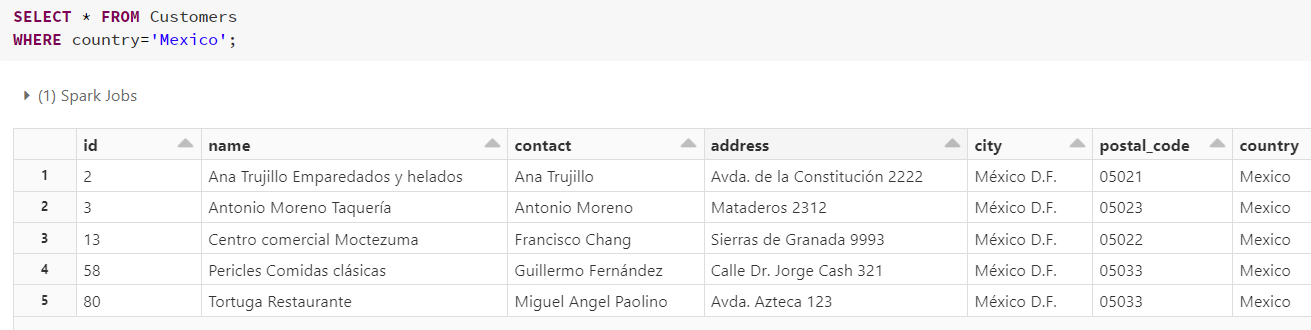 SELECT * FROM Customers
WHERE country='Mexico';
(1) Spark Jobs
id name contact address city postal_code country
1 2 Ana Trujillo Emparedados y helados Ana Trujillo Avda. de la Constitución 2222 México D.F. 05021 Mexico
2 3 Antonio Moreno Taquería Antonio Moreno Mataderos 2312 México D.F. 05023 Mexico
3 13 Centro comercial Moctezuma Francisco Chang Sierras de Granada 9993 México D.F. 05022 Mexico
4 58 Pericles Comidas clásicas Guillermo Fernández Calle Dr. Jorge Cash 321 México D.F. 05033 Mexico
5 80 Tortuga Restaurante Miguel Angel Paolino Avda. Azteca 123 México D.F. 05033 Mexico